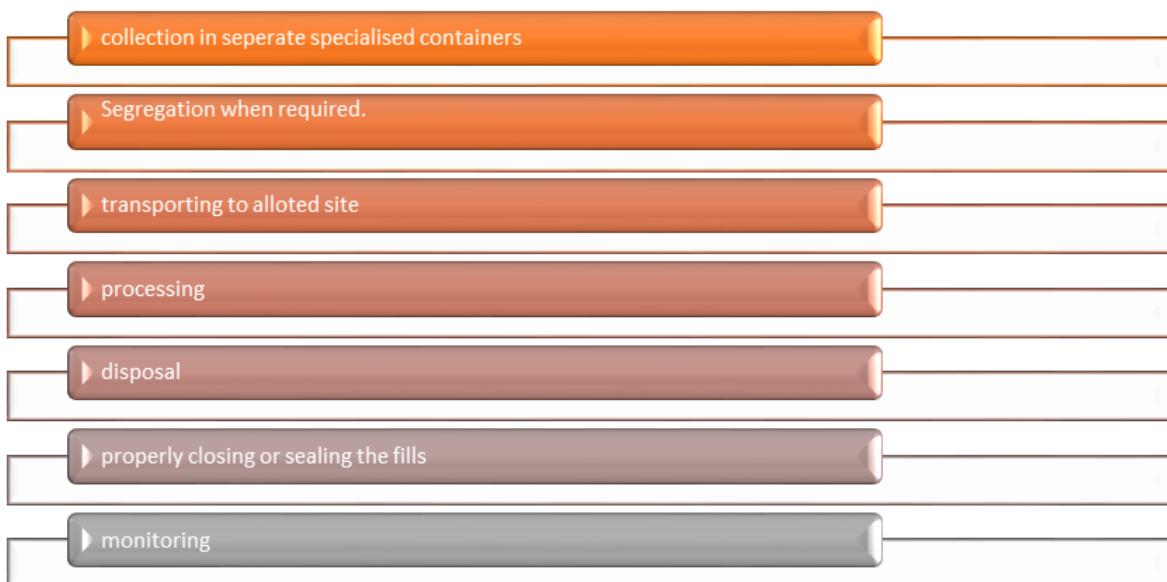 collection in seperate specialised containers
Segregation when required.
transporting to alloted site
processing
disposal
properly closing or sealing the fills
monitoring